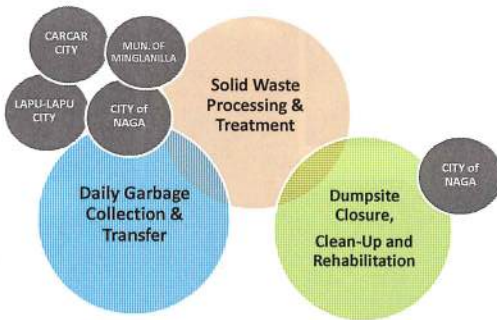 CARCAR
CITY
MUN. OF
MINGLANILLA
LAPU-LAPU
CITY
CITY of
NAGA
Solid Waste
Processing &
Treatment
Daily Garbage
Collection &
Transfer
CITY of
NAGA
Dumpsite
Closure,
Clean-Up and
Rehabilitation